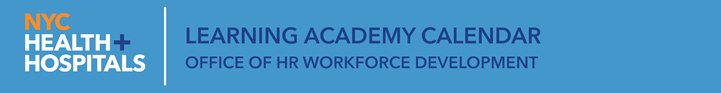 NYC
HEALTH+
HOSPITALS
LEARNING ACADEMY CALENDAR
OFFICE OF HR WORKFORCE DEVELOPMENT